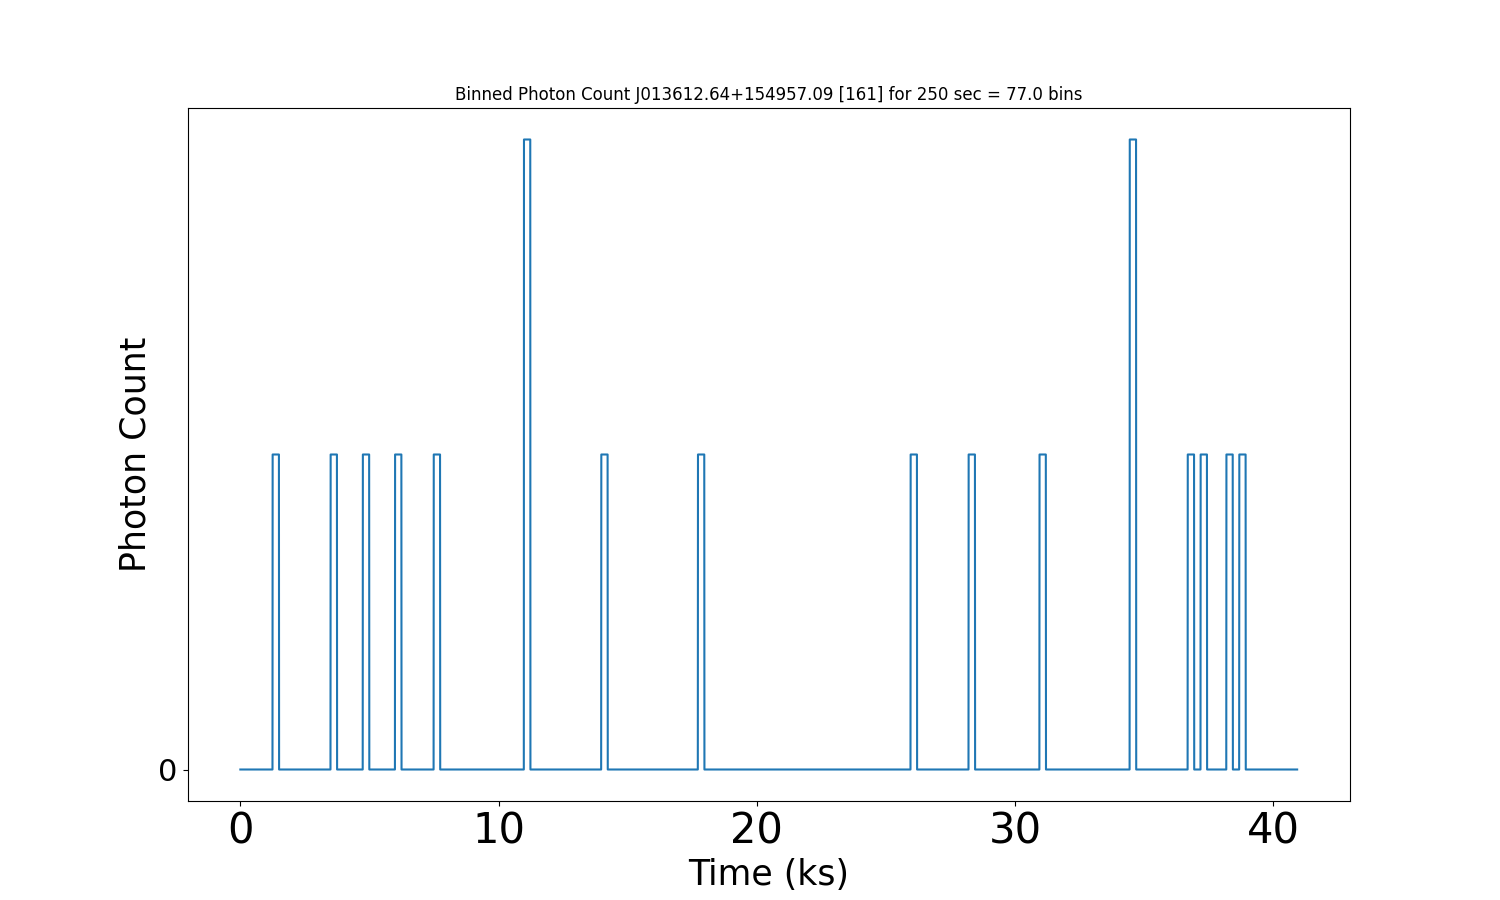 Binned Photon Count J013612.64+154957.09 [161] for 250 sec = 77.0 bins
Photon Count
0
0 10 20 30 40
Time (ks)